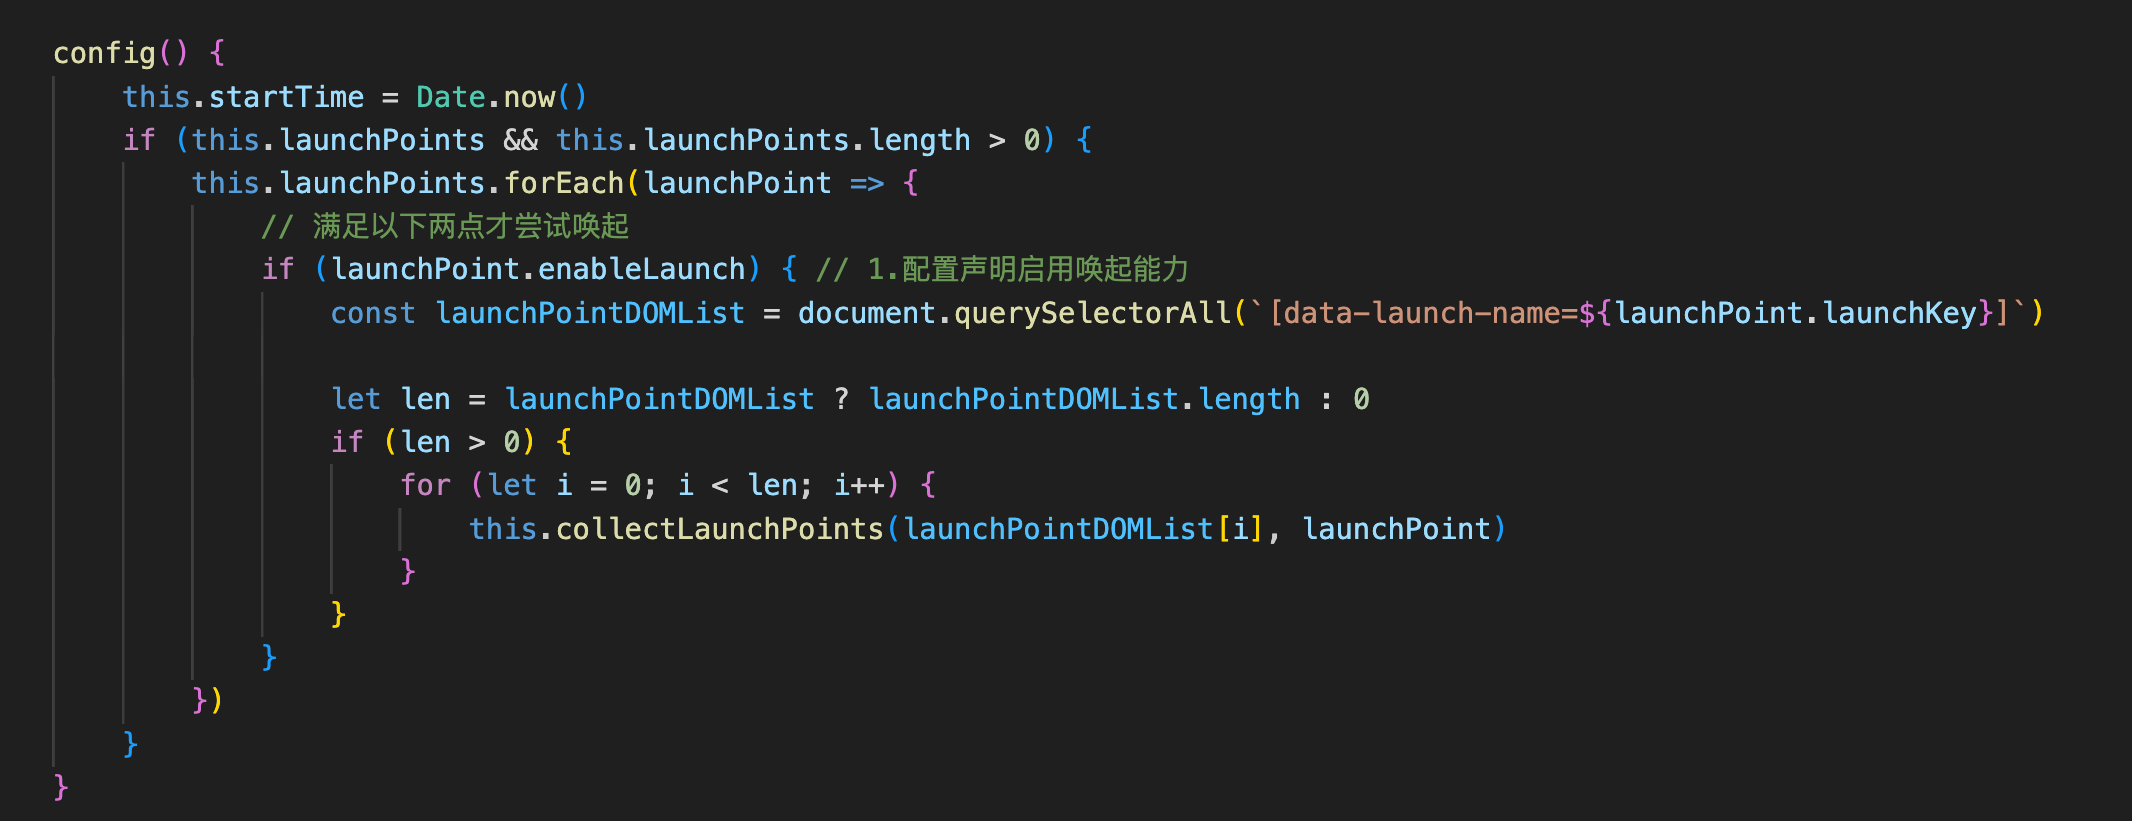 config() {
    this.startTime = Date.now()
    if (this.launchPoints && this.launchPoints.length > 0) {
        this.launchPoints.forEach(launchPoint => {
            // 满足以下两点才尝试唤起
            if (launchPoint.enableLaunch) { // 1.配置声明启用唤起能力
                const launchPointDOMList = document.querySelectorAll(`[data-launch-name=${launchPoint.launchKey}]`)

                let len = launchPointDOMList ? launchPointDOMList.length : 0
                if (len > 0) {
                    for (let i = 0; i < len; i++) {
                        this.collectLaunchPoints(launchPointDOMList[i], launchPoint)
                    }
                }
            }
        })
    }
}